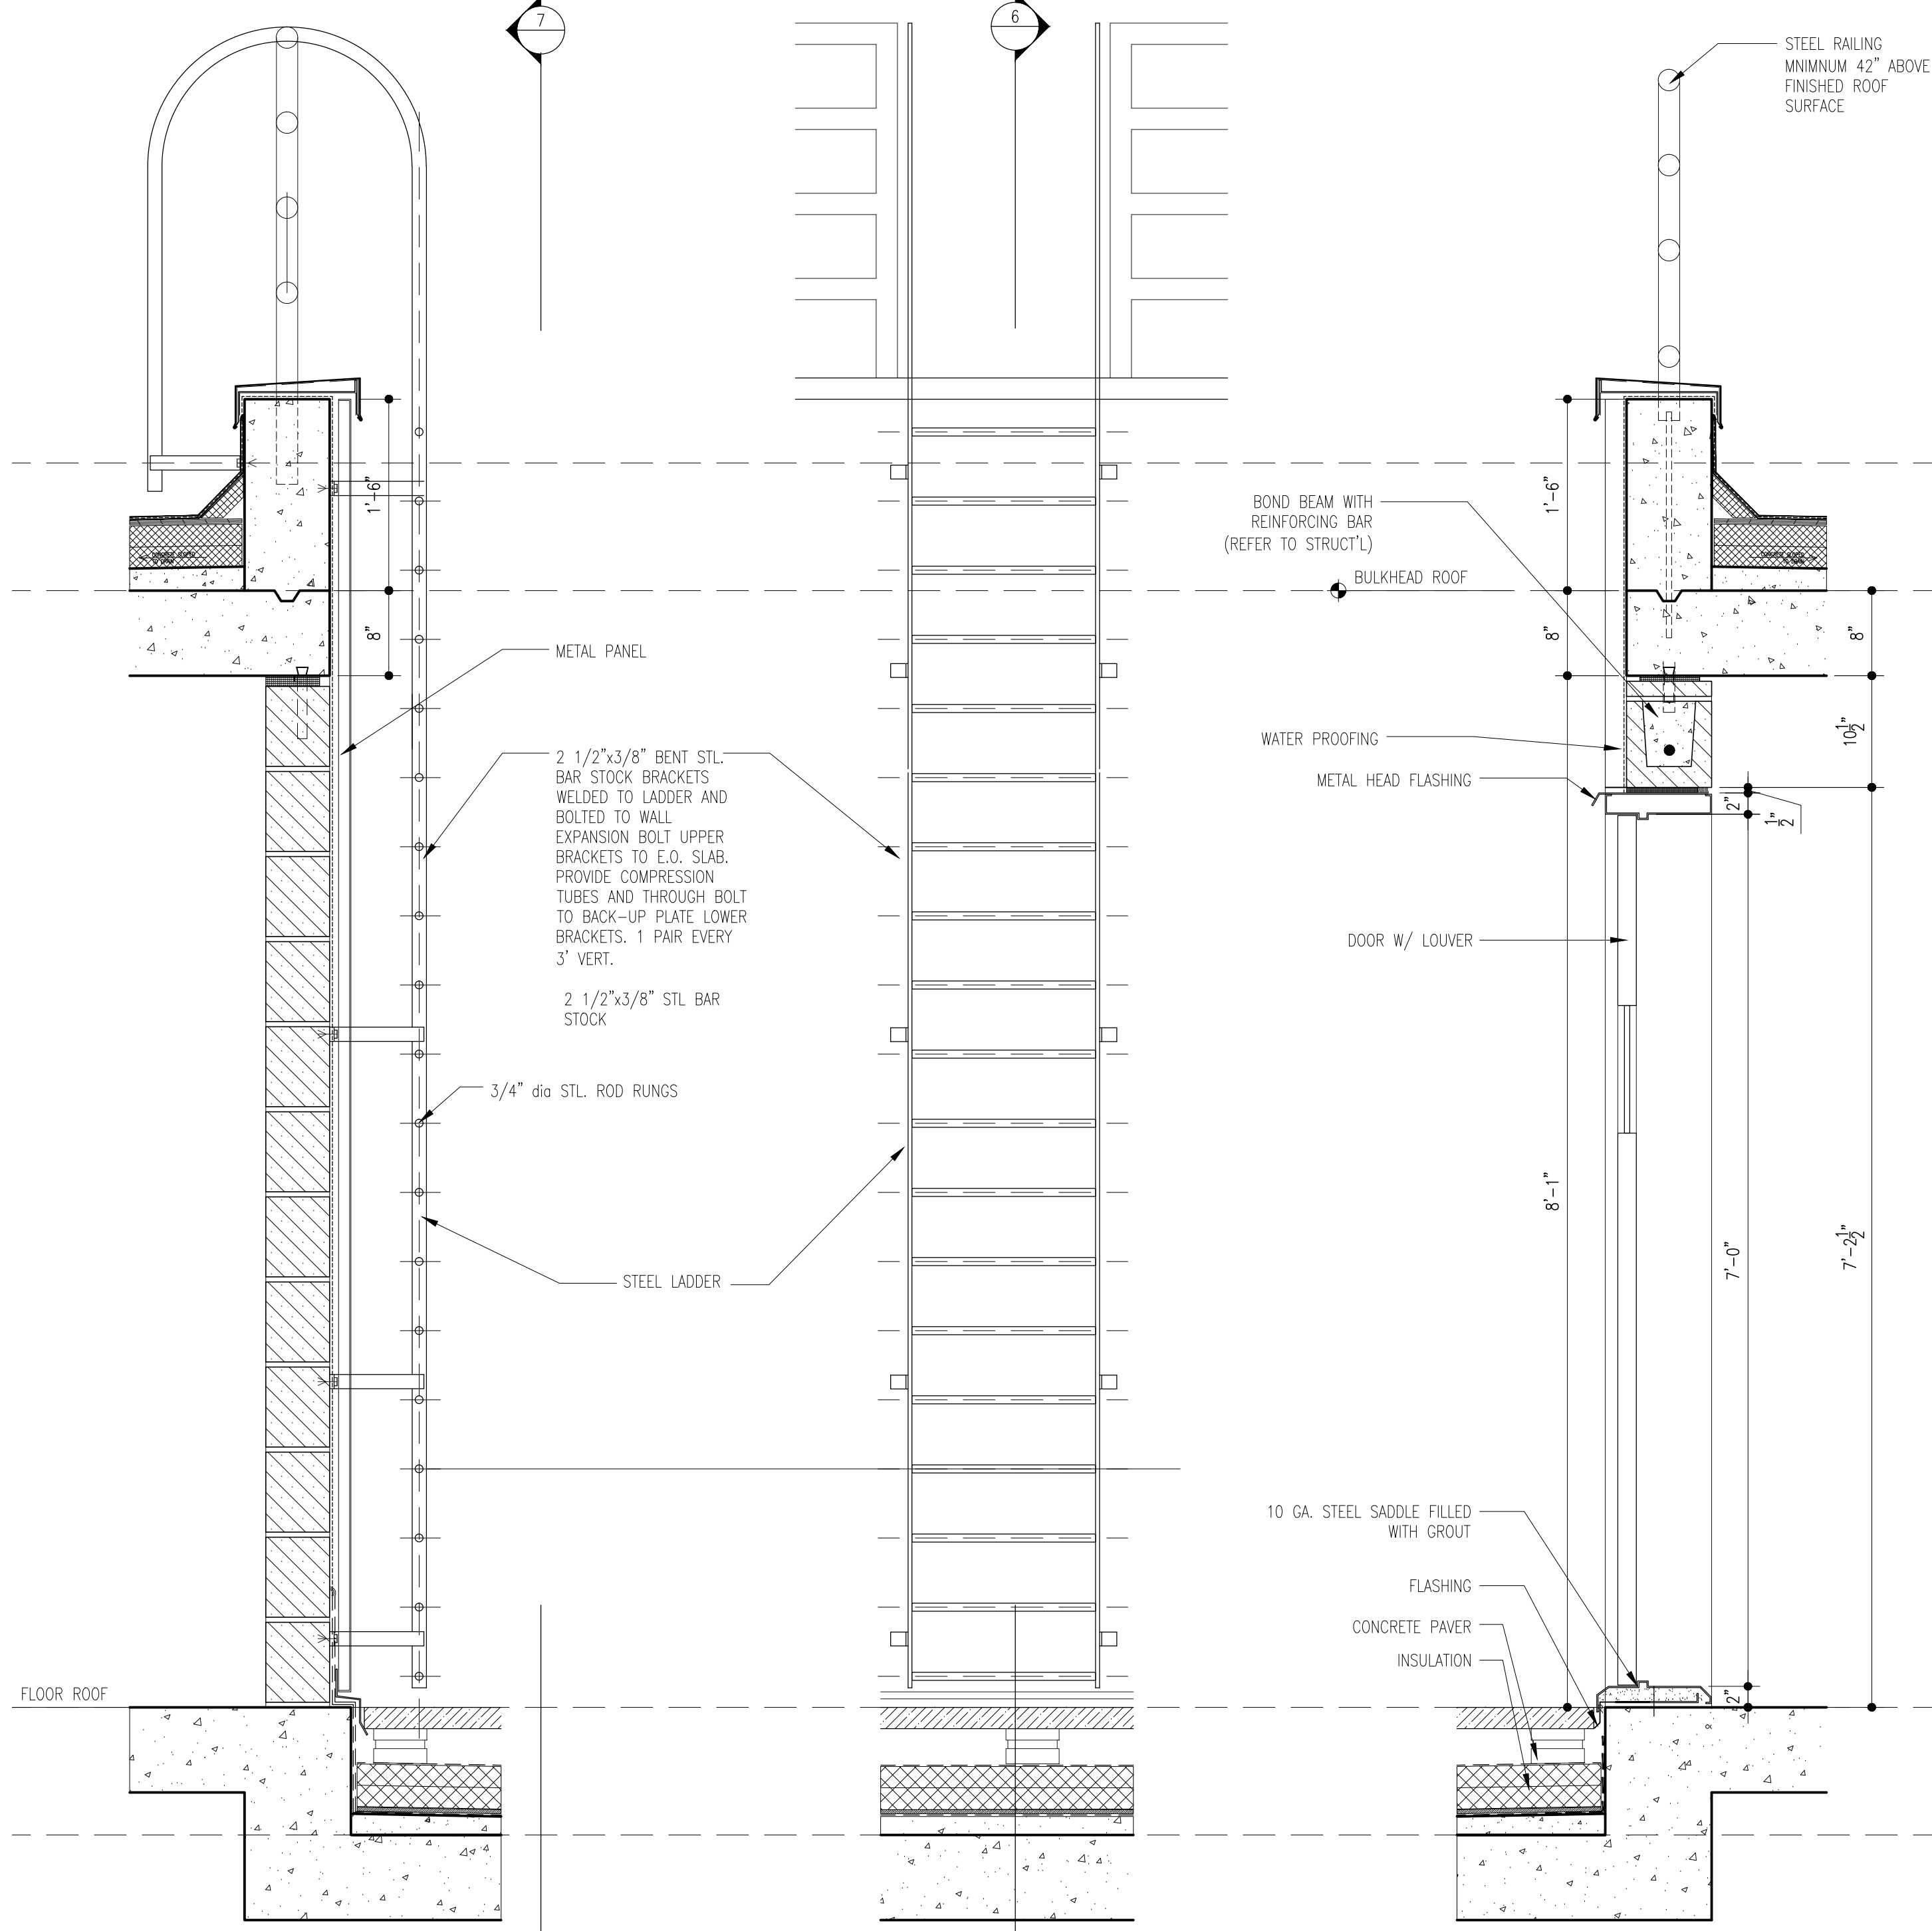 7
6
STEEL RAILING
MNIMNUM 42" ABOVE
FINISHED ROOF
SURFACE
1'-6"
8"
METAL PANEL
2 1/2"x3/8" BENT STL.
BAR STOCK BRACKETS
WELDED TO LADDER AND
BOLTED TO WALL
EXPANSION BOLT UPPER
BRACKETS TO E.O. SLAB.
PROVIDE COMPRESSION
TUBES AND THROUGH BOLT
TO BACK-UP PLATE LOWER
BRACKETS. 1 PAIR EVERY
3' VERT.
2 1/2"x3/8" STL BAR
STOCK
3/4" dia STL. ROD RUNGS
STEEL LADDER
FLOOR ROOF
BOND BEAM WITH
REINFORCING BAR
(REFER TO STRUCT'L)
BULKHEAD ROOF
WATER PROOFING
METAL HEAD FLASHING
DOOR W/ LOUVER
10 GA. STEEL SADDLE FILLED
WITH GROUT
FLASHING
CONCRETE PAVER
INSULATION
1'-6"
8"
8'-1"
8"
10 1/2"
2"
1/2"
7'-0"
7'-2 1/2"
2"